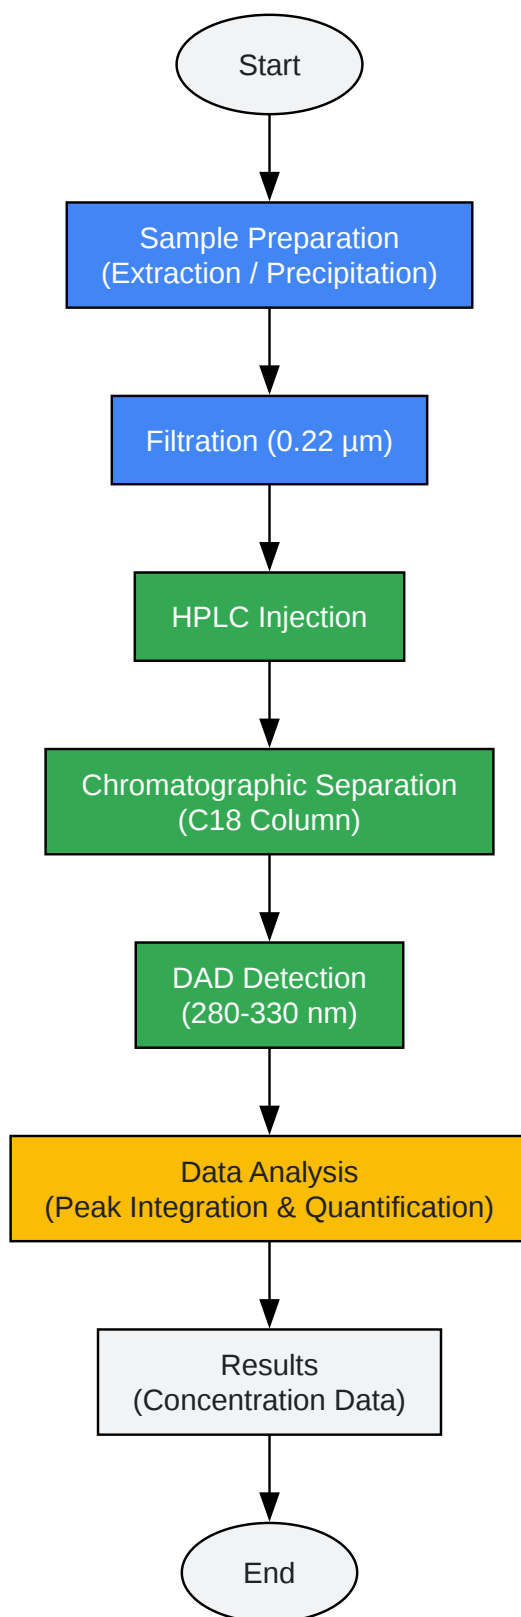 Start
Sample Preparation
(Extraction / Precipitation)
Filtration (0.22 µm)
HPLC Injection
Chromatographic Separation
(C18 Column)
DAD Detection
(280-330 nm)
Data Analysis
(Peak Integration & Quantification)
Results
(Concentration Data)
End